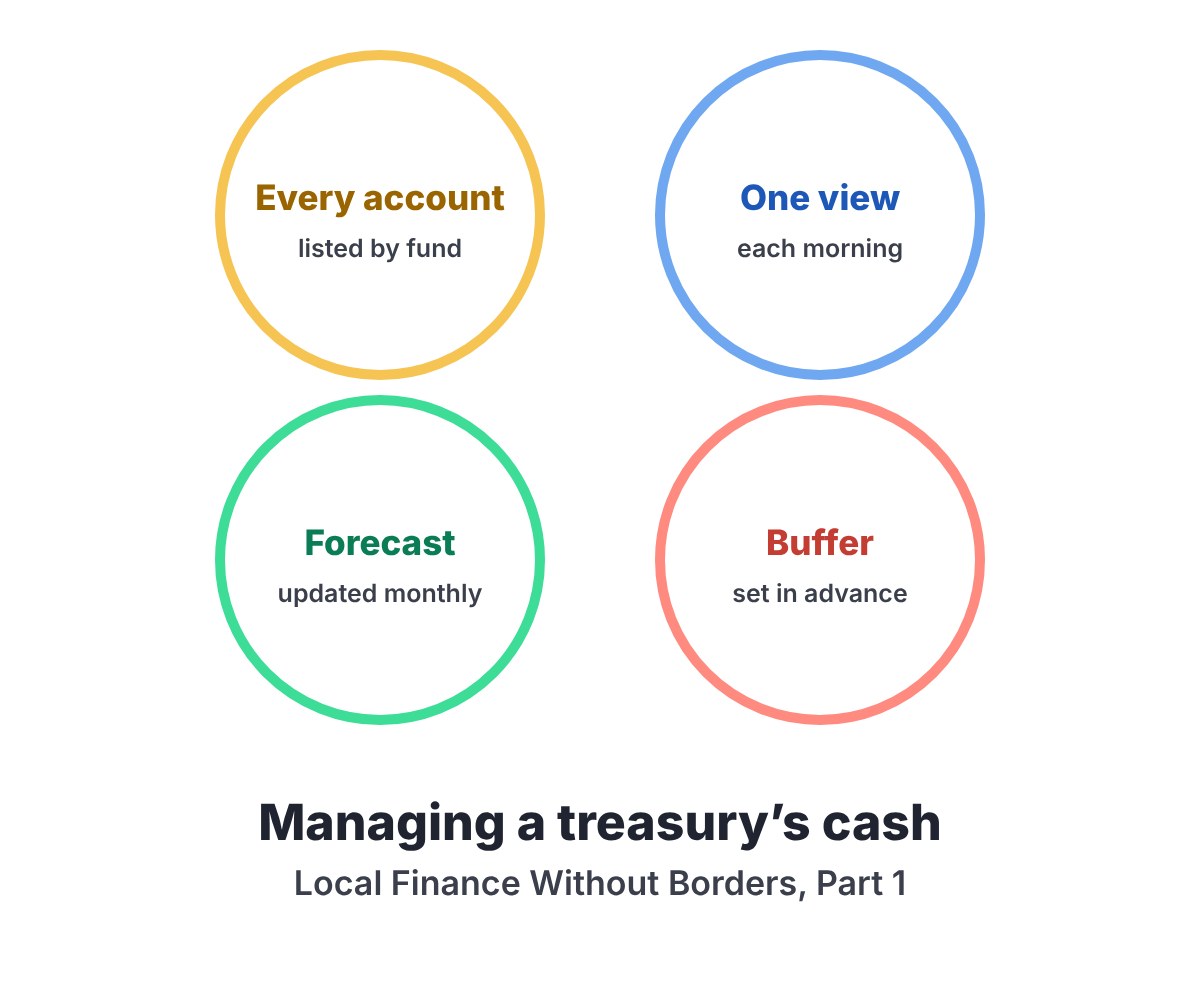 Every account
listed by fund
One view
each morning
Forecast
updated monthly
Buffer
set in advance
Managing a treasury’s cash
Local Finance Without Borders, Part 1